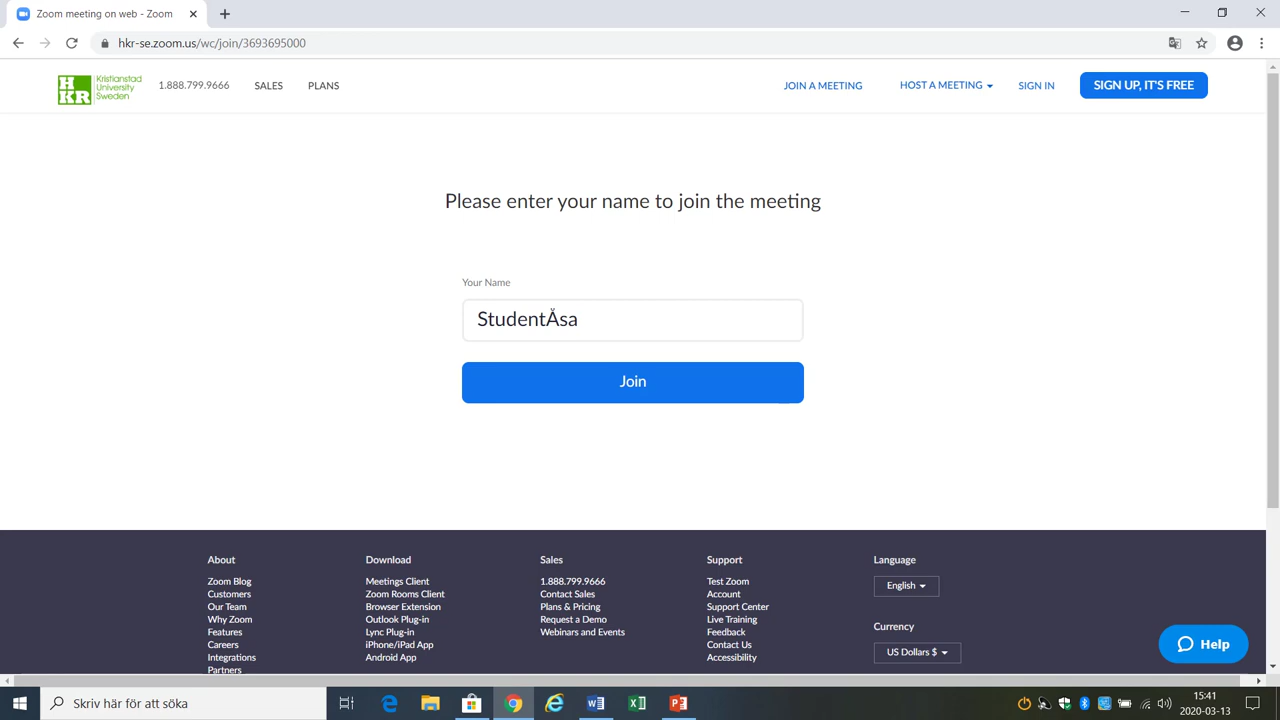 Zoom meeting on web - Zoom
hkr-se.zoom.us/wc/join/3693695000
HKR Kristianstad University Sweden
1.888.799.9666 SALES PLANS JOIN A MEETING HOST A MEETING SIGN IN SIGN UP, IT'S FREE
Please enter your name to join the meeting
Your Name
StudentÅsa
Join
About
Zoom Blog
Customers
Our Team
Why Zoom
Features
Careers
Integrations
Partners
Download
Meetings Client
Zoom Rooms Client
Browser Extension
Outlook Plug-in
Lync Plug-in
iPhone/iPad App
Android App
Sales
1.888.799.9666
Contact Sales
Plans & Pricing
Request a Demo
Webinars and Events
Support
Test Zoom
Account
Support Center
Live Training
Feedback
Contact Us
Accessibility
Language
English
Currency
US Dollars $
Help
Skriv här för att söka
15:41
2020-03-13